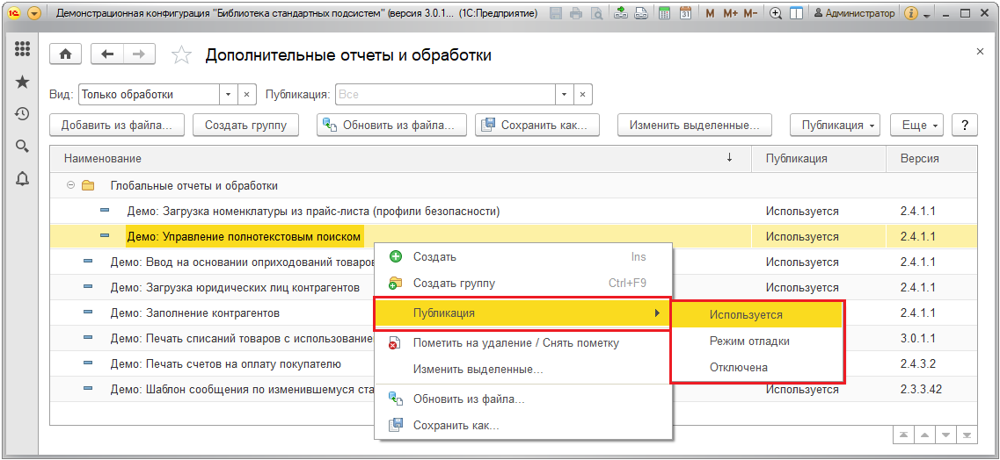 Демонстрационная конфигурация "Библиотека стандартных подсистем" (версия 3.0.1... (1С:Предприятие) M M+ M- Администратор
Дополнительные отчеты и обработки
Вид: Только обработки Публикация: Все
Добавить из файла... Создать группу Обновить из файла... Сохранить как... Изменить выделенные... Публикация Еще ?
Наименование ↓ Публикация Версия
Глобальные отчеты и обработки
Демо: Загрузка номенклатуры из прайс-листа (профили безопасности) Используется 2.4.1.1
Демо: Управление полнотекстовым поиском Используется 2.4.1.1
Демо: Ввод на основании оприходований товаров Используется 2.4.1.1
Демо: Загрузка юридических лиц контрагентов Используется 2.4.1.1
Демо: Заполнение контрагентов 2.4.1.1
Демо: Печать списаний товаров с использование 3.0.1.1
Демо: Печать счетов на оплату покупателю 2.4.3.2
Демо: Шаблон сообщения по изменившемуся ста Используется 2.3.3.42
Создать Ins
Создать группу Ctrl+F9
Публикация
Пометить на удаление / Снять пометку
Изменить выделенные...
Обновить из файла...
Сохранить как...
Используется
Режим отладки
Отключена